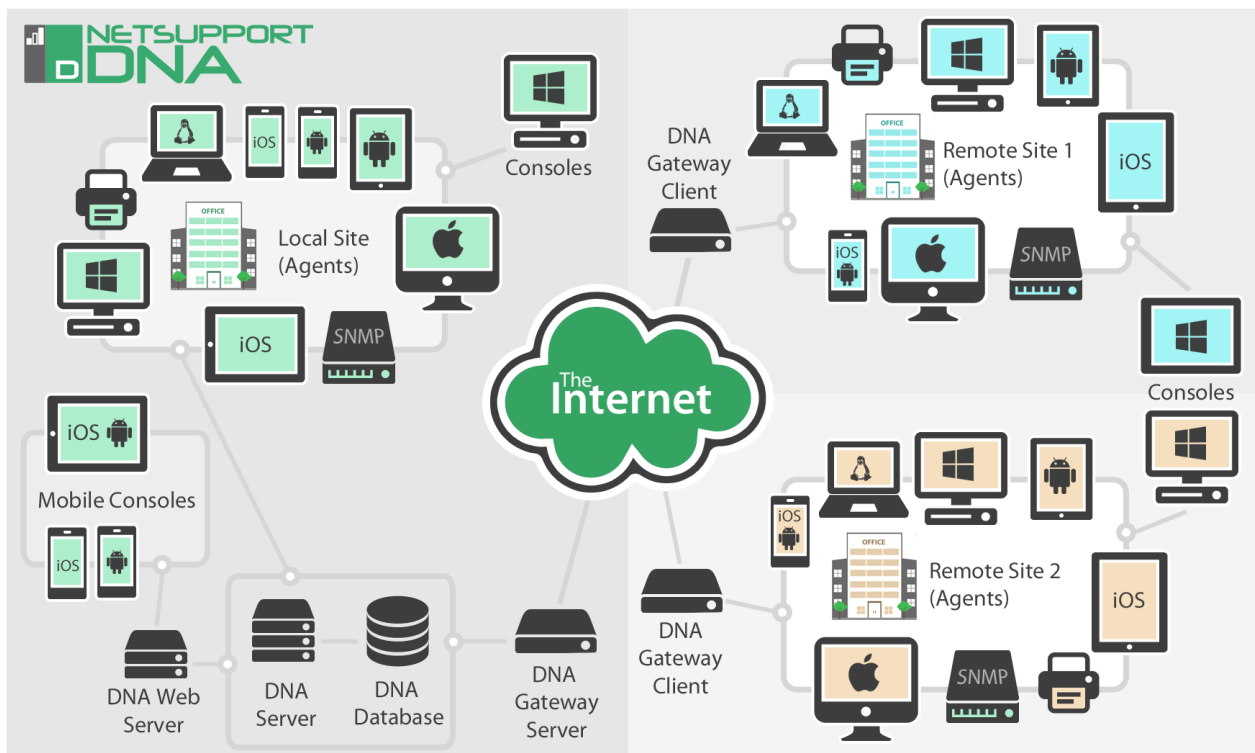 NETSUPPORT
DNA
Consoles
iOS
OFFICE
Local Site
(Agents)
iOS
SNMP
iOS
Mobile Consoles
iOS
DNA Web
Server
DNA
Server
DNA
Database
DNA
Gateway
Server
The
Internet
DNA
Gateway
Client
OFFICE
Remote Site 1
(Agents)
iOS
iOS
SNMP
Consoles
DNA
Gateway
Client
iOS
OFFICE
Remote Site 2
(Agents)
iOS
SNMP